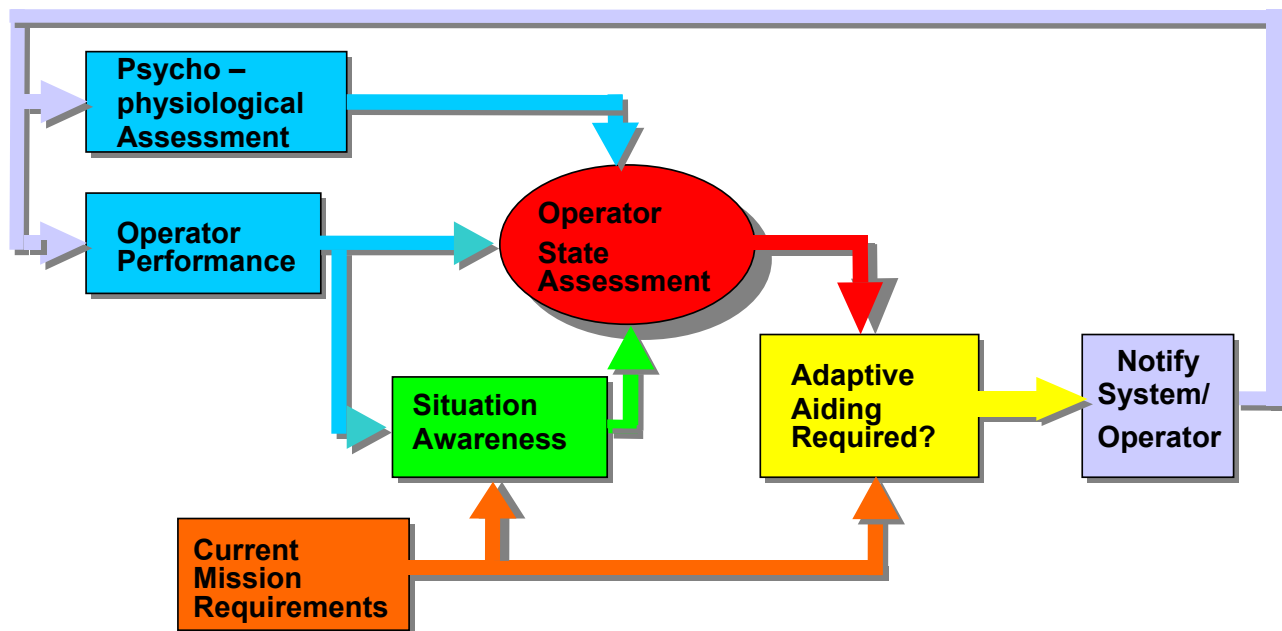 Psycho –
physiological
Assessment
Operator
Performance
Operator
State
Assessment
Situation
Awareness
Adaptive
Aiding
Required?
Notify
System/
Operator
Current
Mission
Requirements